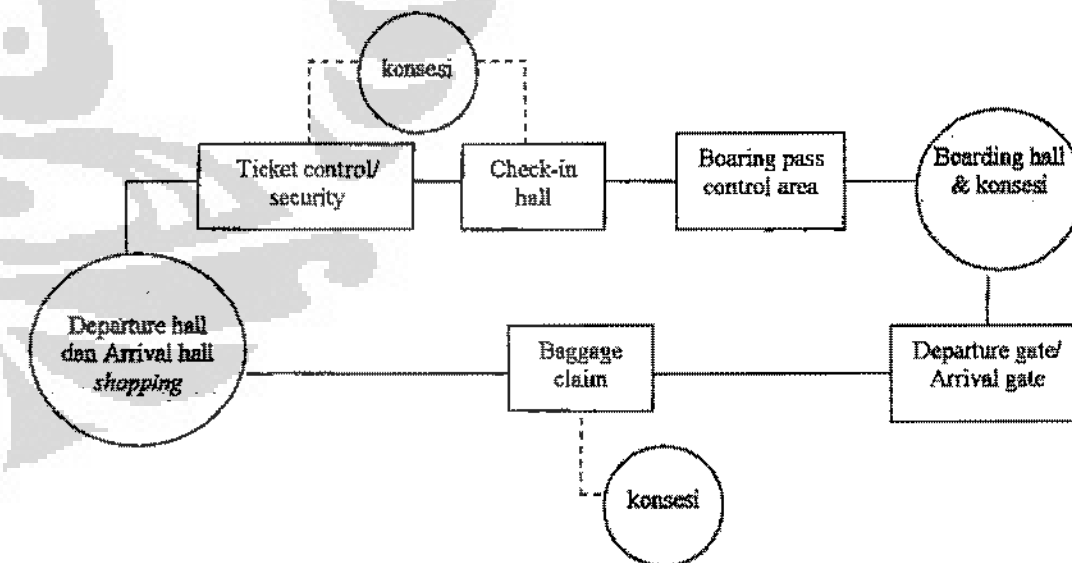 konsesi
Ticket control/
security
Check-in
hall
Boaring pass
control area
Boarding hall
& konsesi
Departure hall
dan Arrival hall
shopping
Baggage
claim
Departure gate/
Arrival gate
konsesi